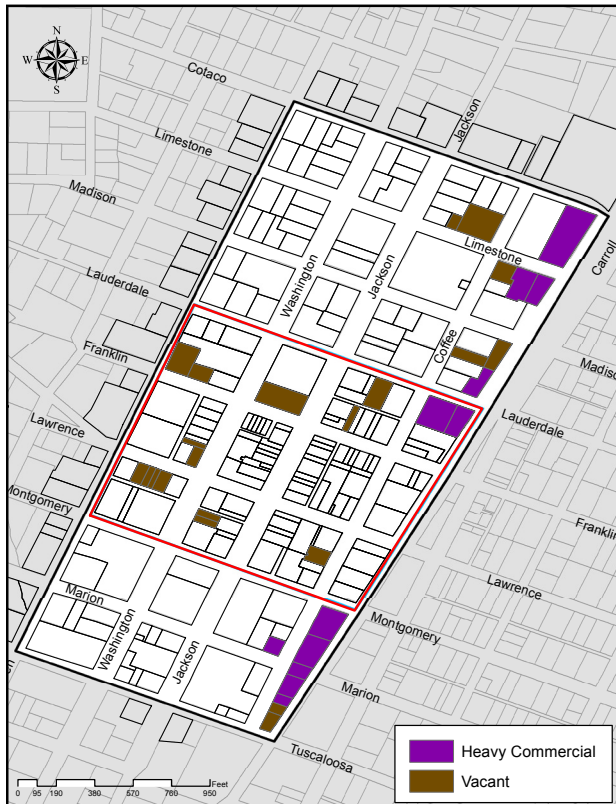 N
W E
S
Cotaco
Limestone
Madison
Lauderdale
Franklin
Lawrence
Montgomery
Jackson
Limestone
Carroll
Washington
Jackson
Coffee
Lauderdale
Franklin
Lawrence
Montgomery
Marion
Tuscaloosa
Marion
Washington
Jackson
Heavy Commercial
Vacant
Feet
0 95 190 380 570 760 950